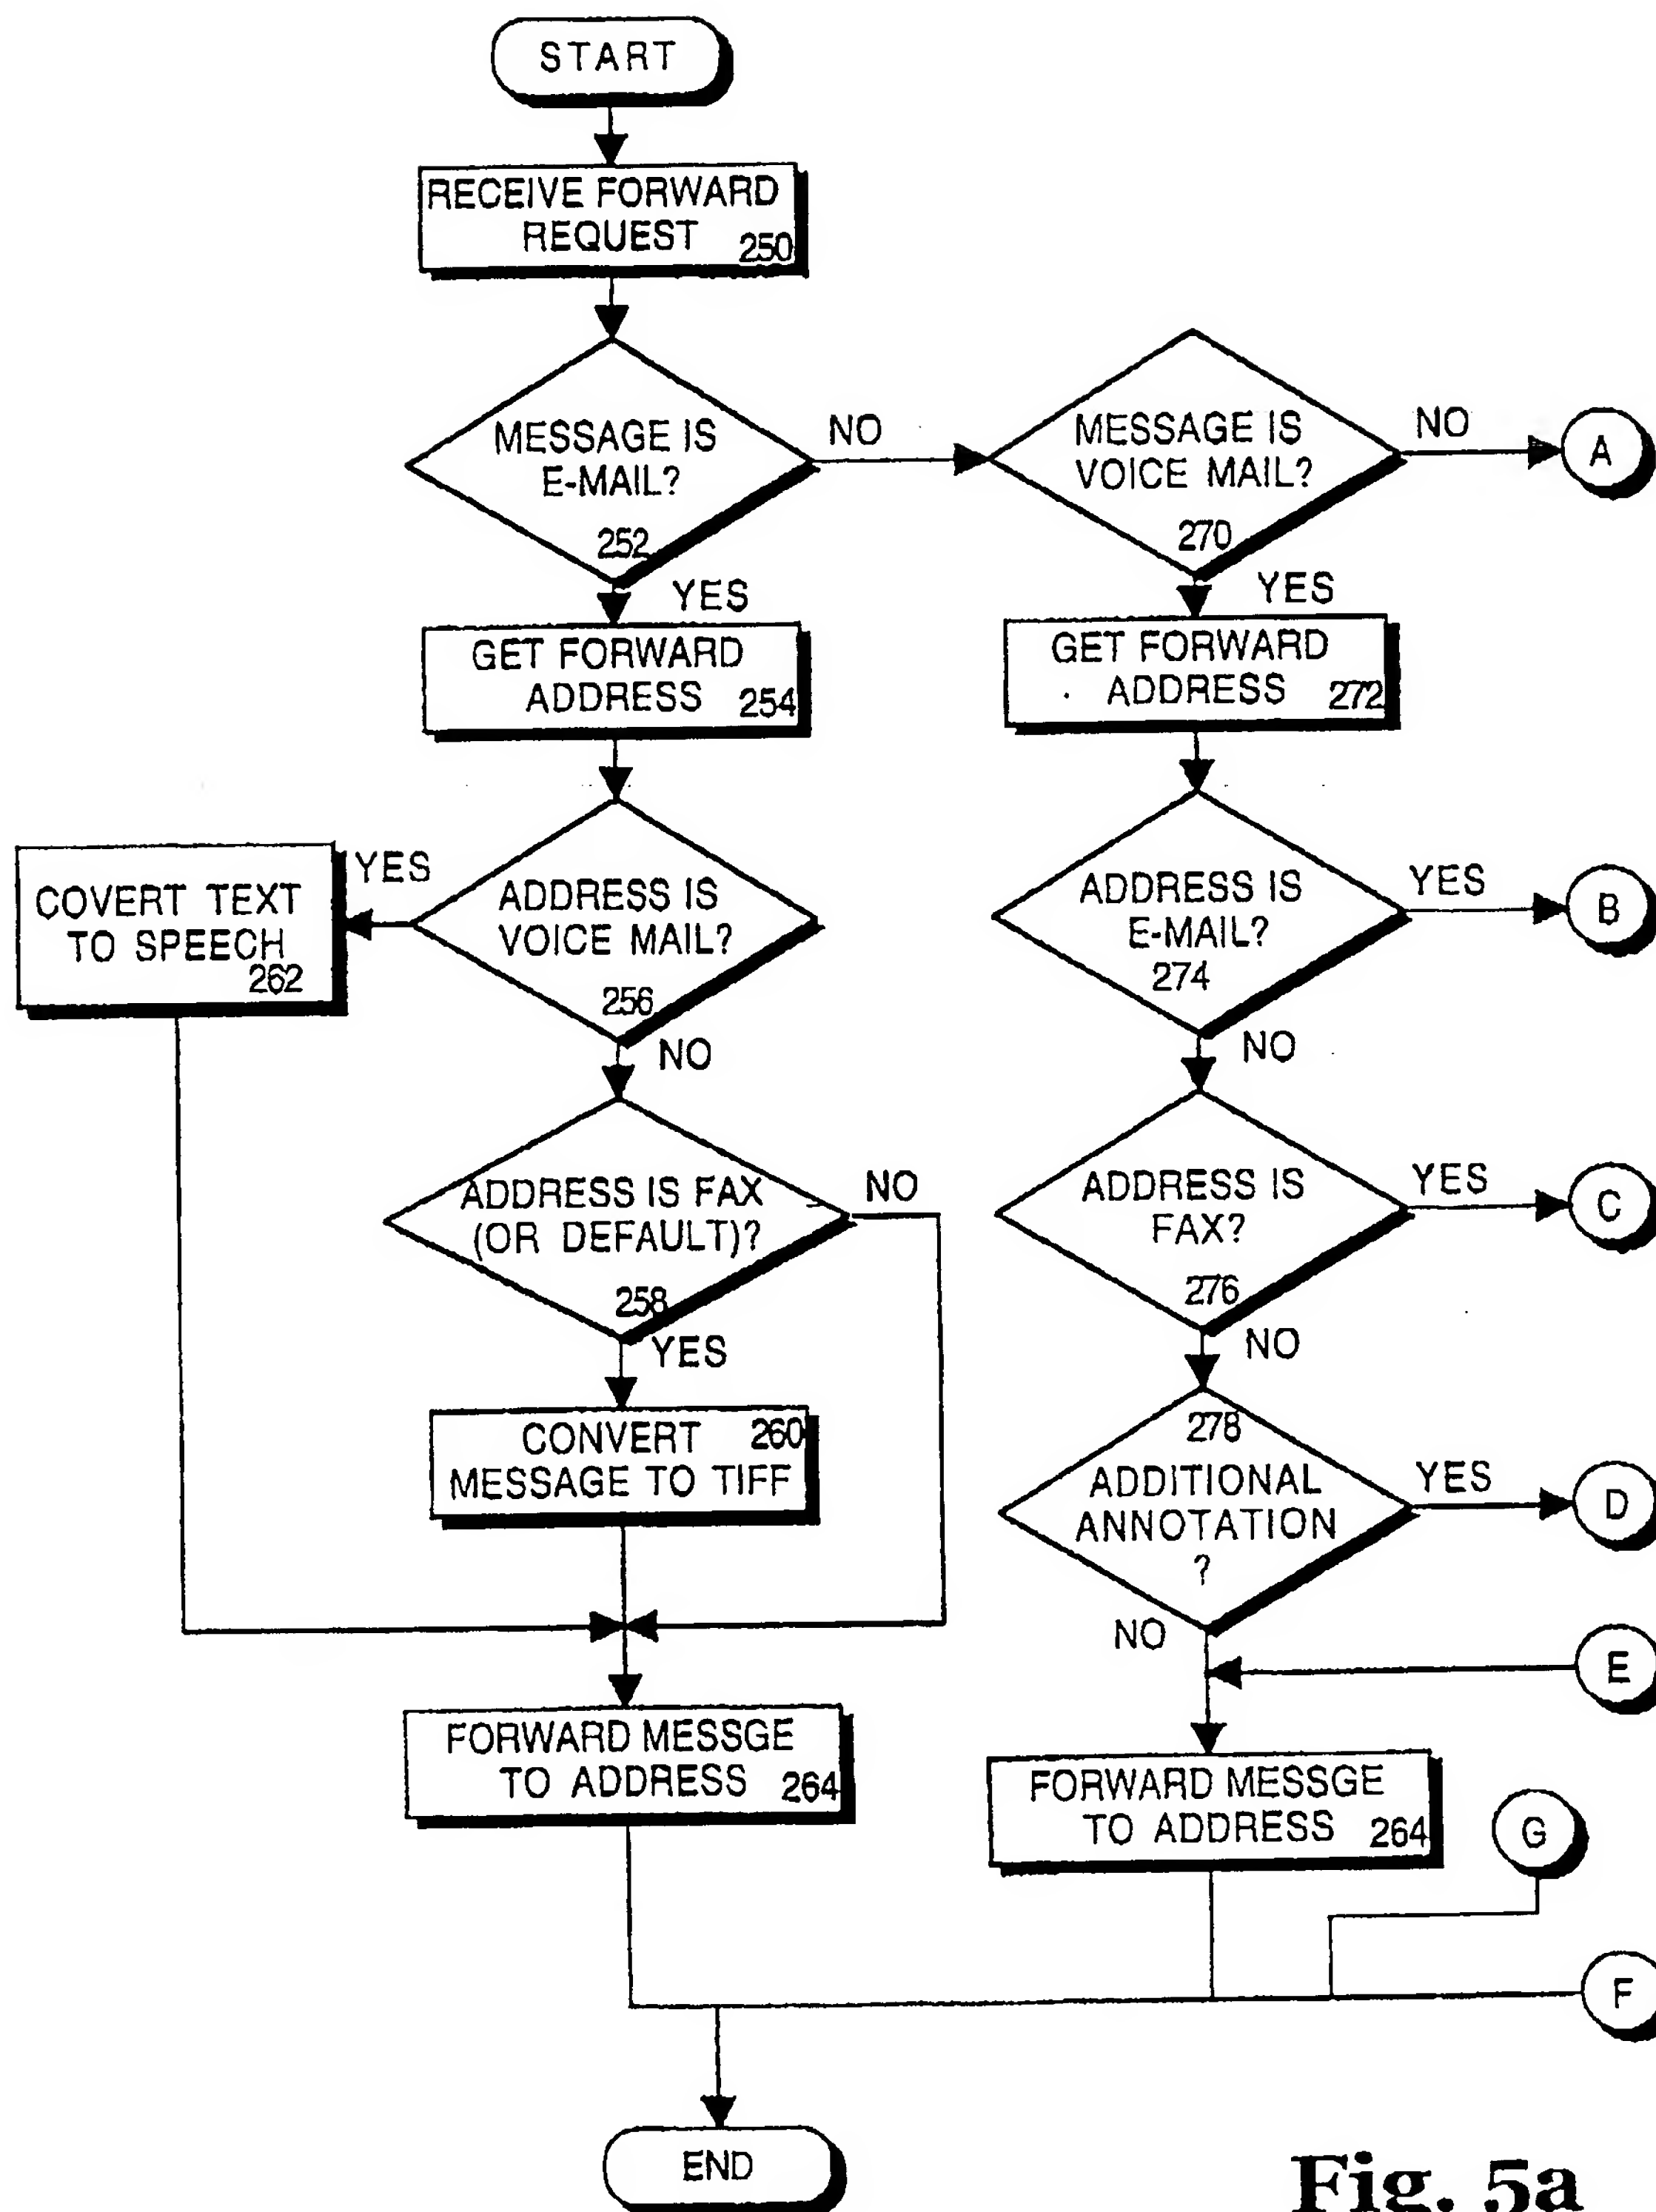 START
RECEIVE FORWARD
REQUEST 250
MESSAGE IS
E-MAIL?
252
NO
MESSAGE IS
VOICE MAIL?
270
NO
A
YES
GET FORWARD
ADDRESS 254
YES
GET FORWARD
ADDRESS 272
COVERT TEXT
TO SPEECH
262
YES
ADDRESS IS
VOICE MAIL?
256
NO
ADDRESS IS
E-MAIL?
274
YES
B
NO
ADDRESS IS FAX
(OR DEFAULT)?
258
NO
YES
ADDRESS IS
FAX?
276
YES
C
NO
CONVERT 260
MESSAGE TO TIFF
278
ADDITIONAL
ANNOTATION
?
YES
D
NO
E
FORWARD MESSGE
TO ADDRESS 264
FORWARD MESSGE
TO ADDRESS 264
G
F
END
Fig. 5a